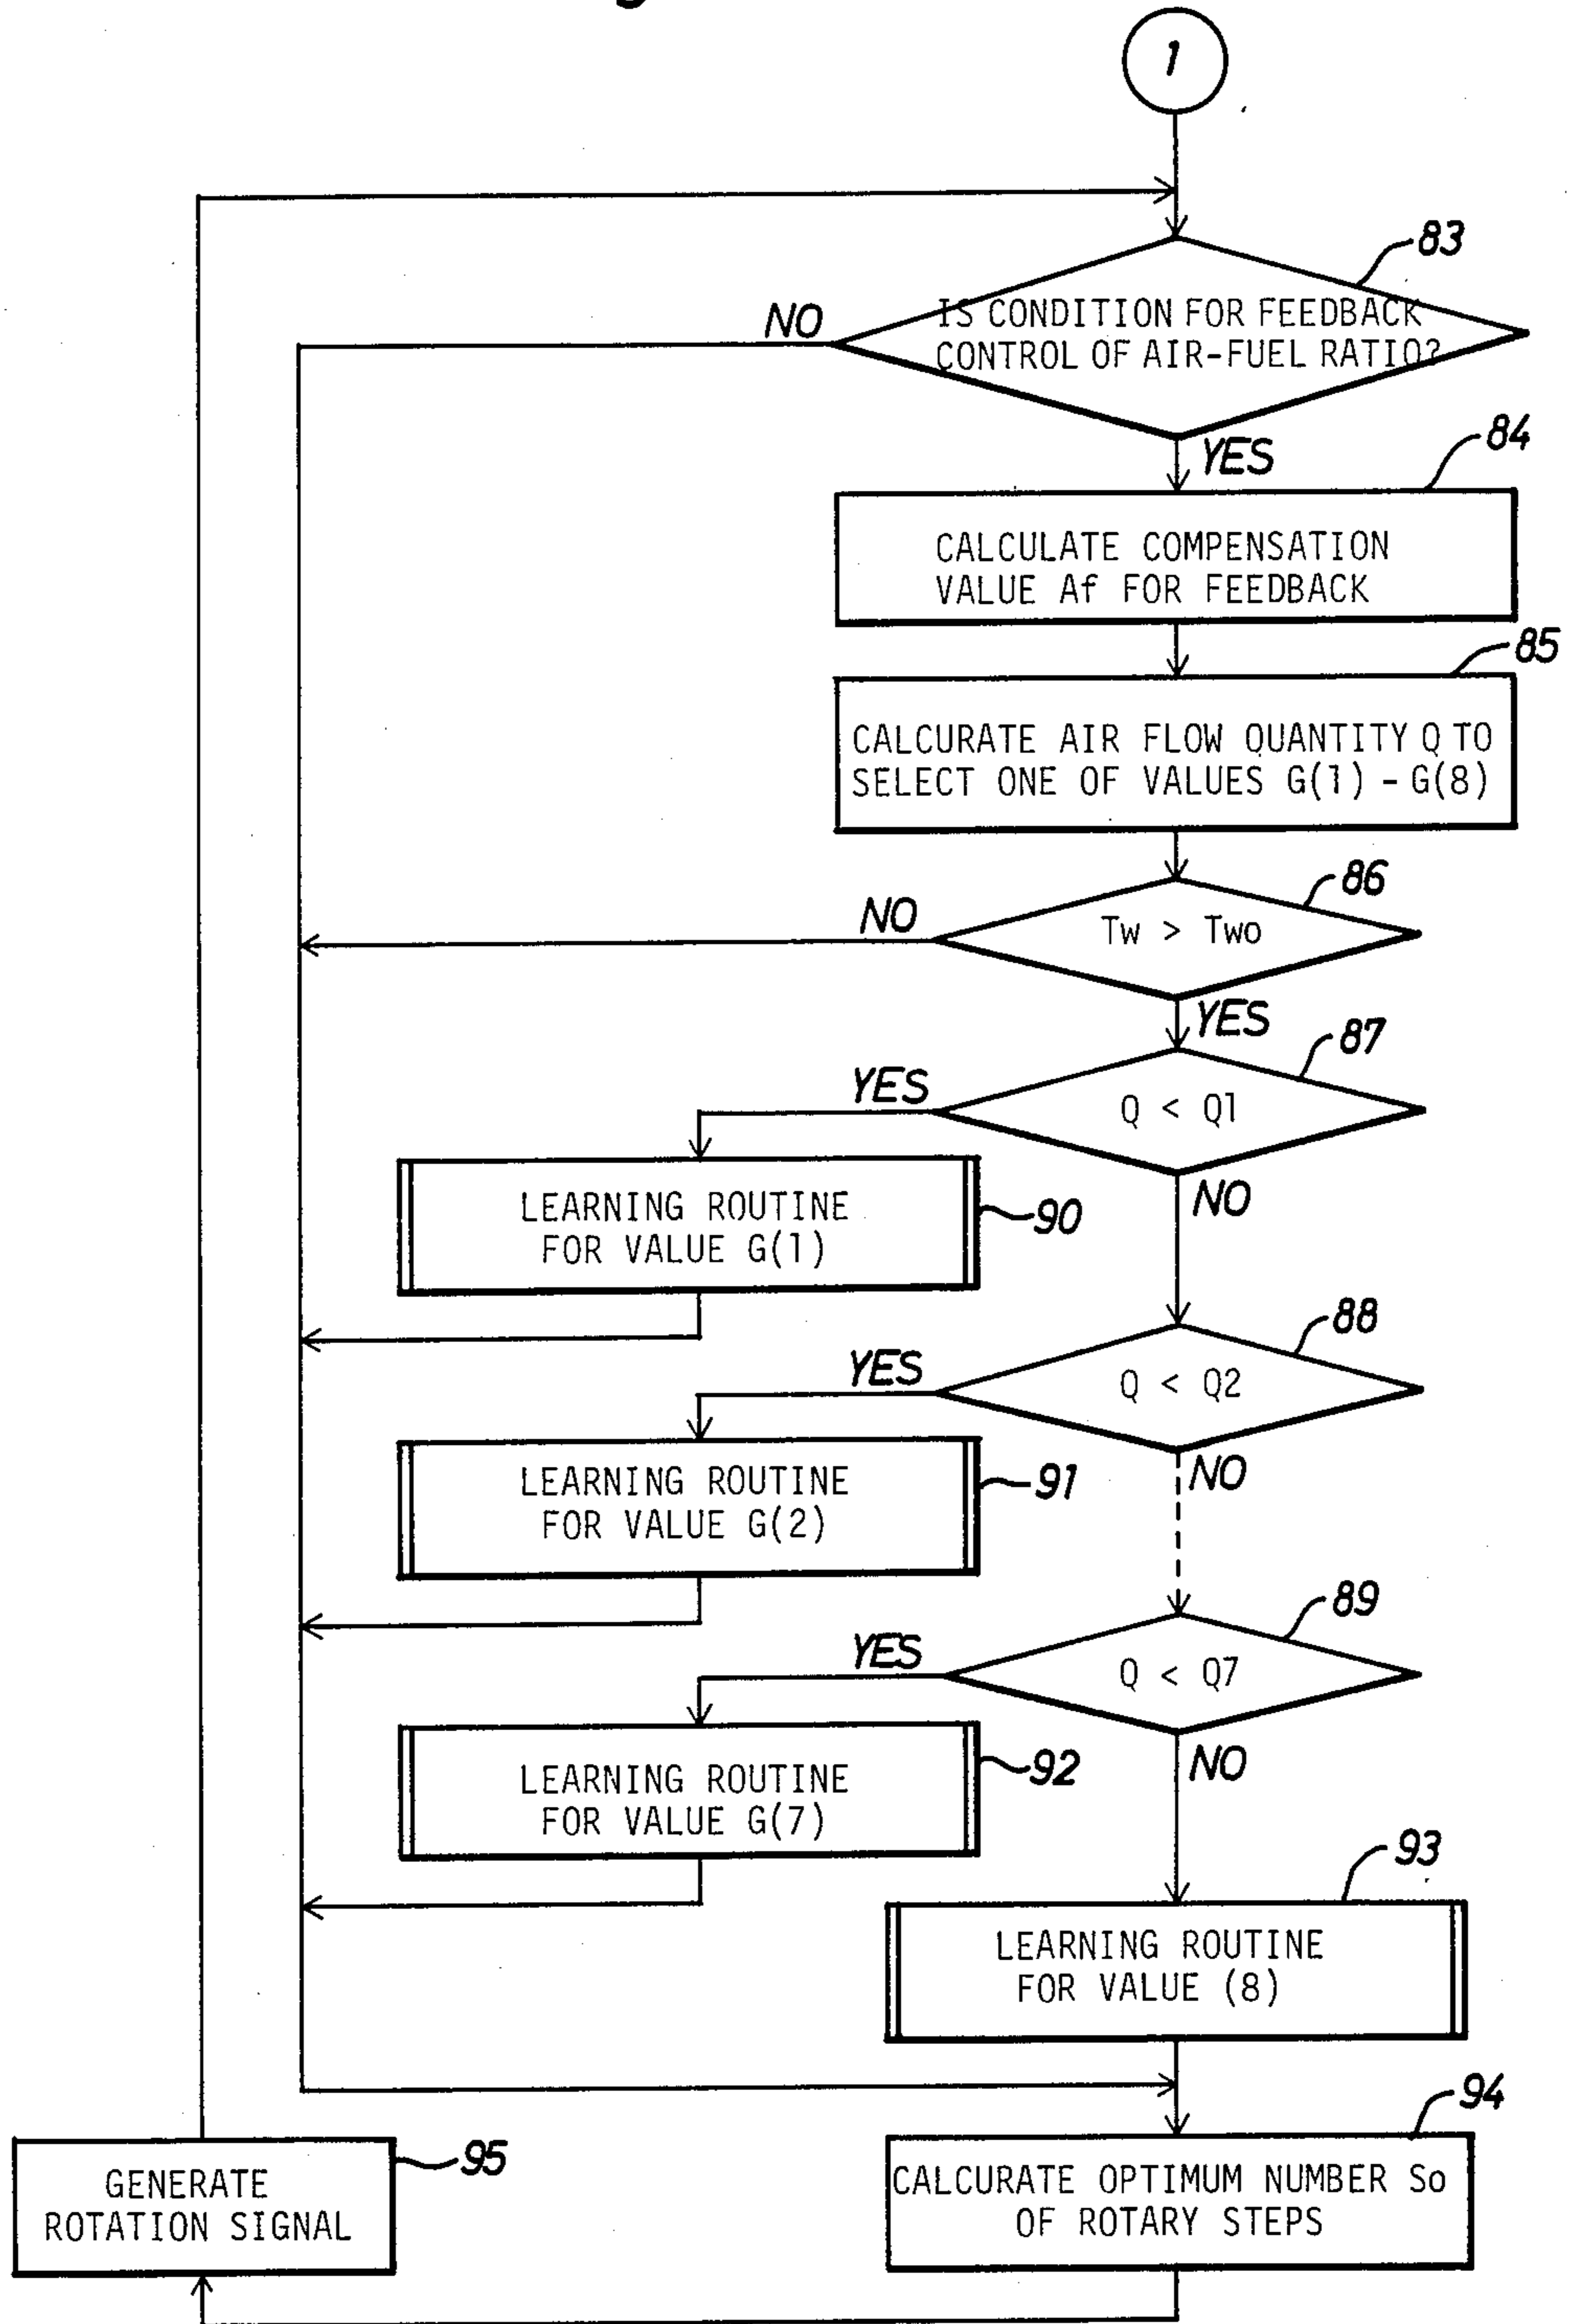 1
83
NO
IS CONDITION FOR FEEDBACK
CONTROL OF AIR-FUEL RATIO?
YES
84
CALCULATE COMPENSATION
VALUE Af FOR FEEDBACK
85
CALCURATE AIR FLOW QUANTITY Q TO
SELECT ONE OF VALUES G(1) - G(8)
86
NO
Tw > Two
YES
87
YES
Q < Q1
NO
LEARNING ROUTINE
FOR VALUE G(1)
90
88
YES
Q < Q2
NO
LEARNING ROUTINE
FOR VALUE G(2)
91
89
YES
Q < Q7
NO
LEARNING ROUTINE
FOR VALUE G(7)
92
93
LEARNING ROUTINE
FOR VALUE (8)
94
CALCURATE OPTIMUM NUMBER So
OF ROTARY STEPS
95
GENERATE
ROTATION SIGNAL